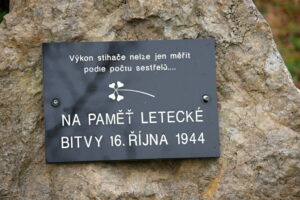 Výkon stíhače nelze jen měřit
podle počtu sestřelů....
NA PAMĚŤ LETECKÉ
BITVY 16. ŘÍJNA 1944